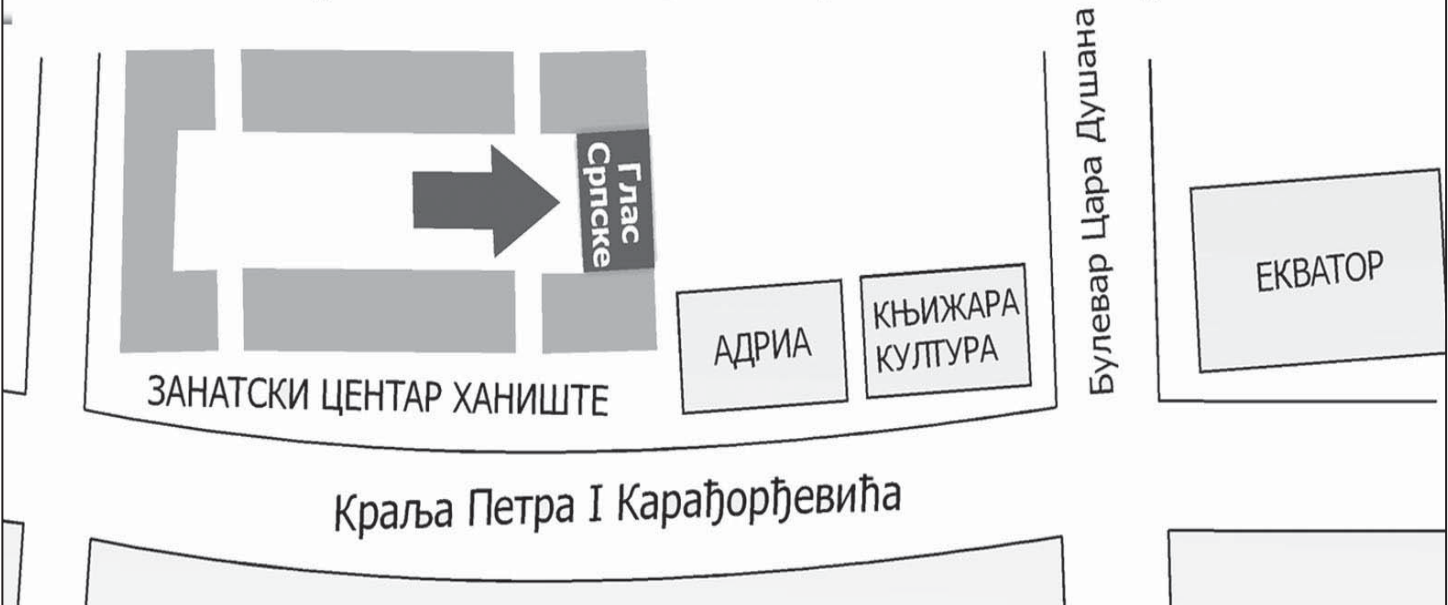 Глас
Српске
Булевар Цара Душана
ЕКВАТОР
АДРИА
КЊИЖАРА
КУЛТУРА
ЗАНАТСКИ ЦЕНТАР ХАНИШТЕ
Краља Петра I Карађорђевића